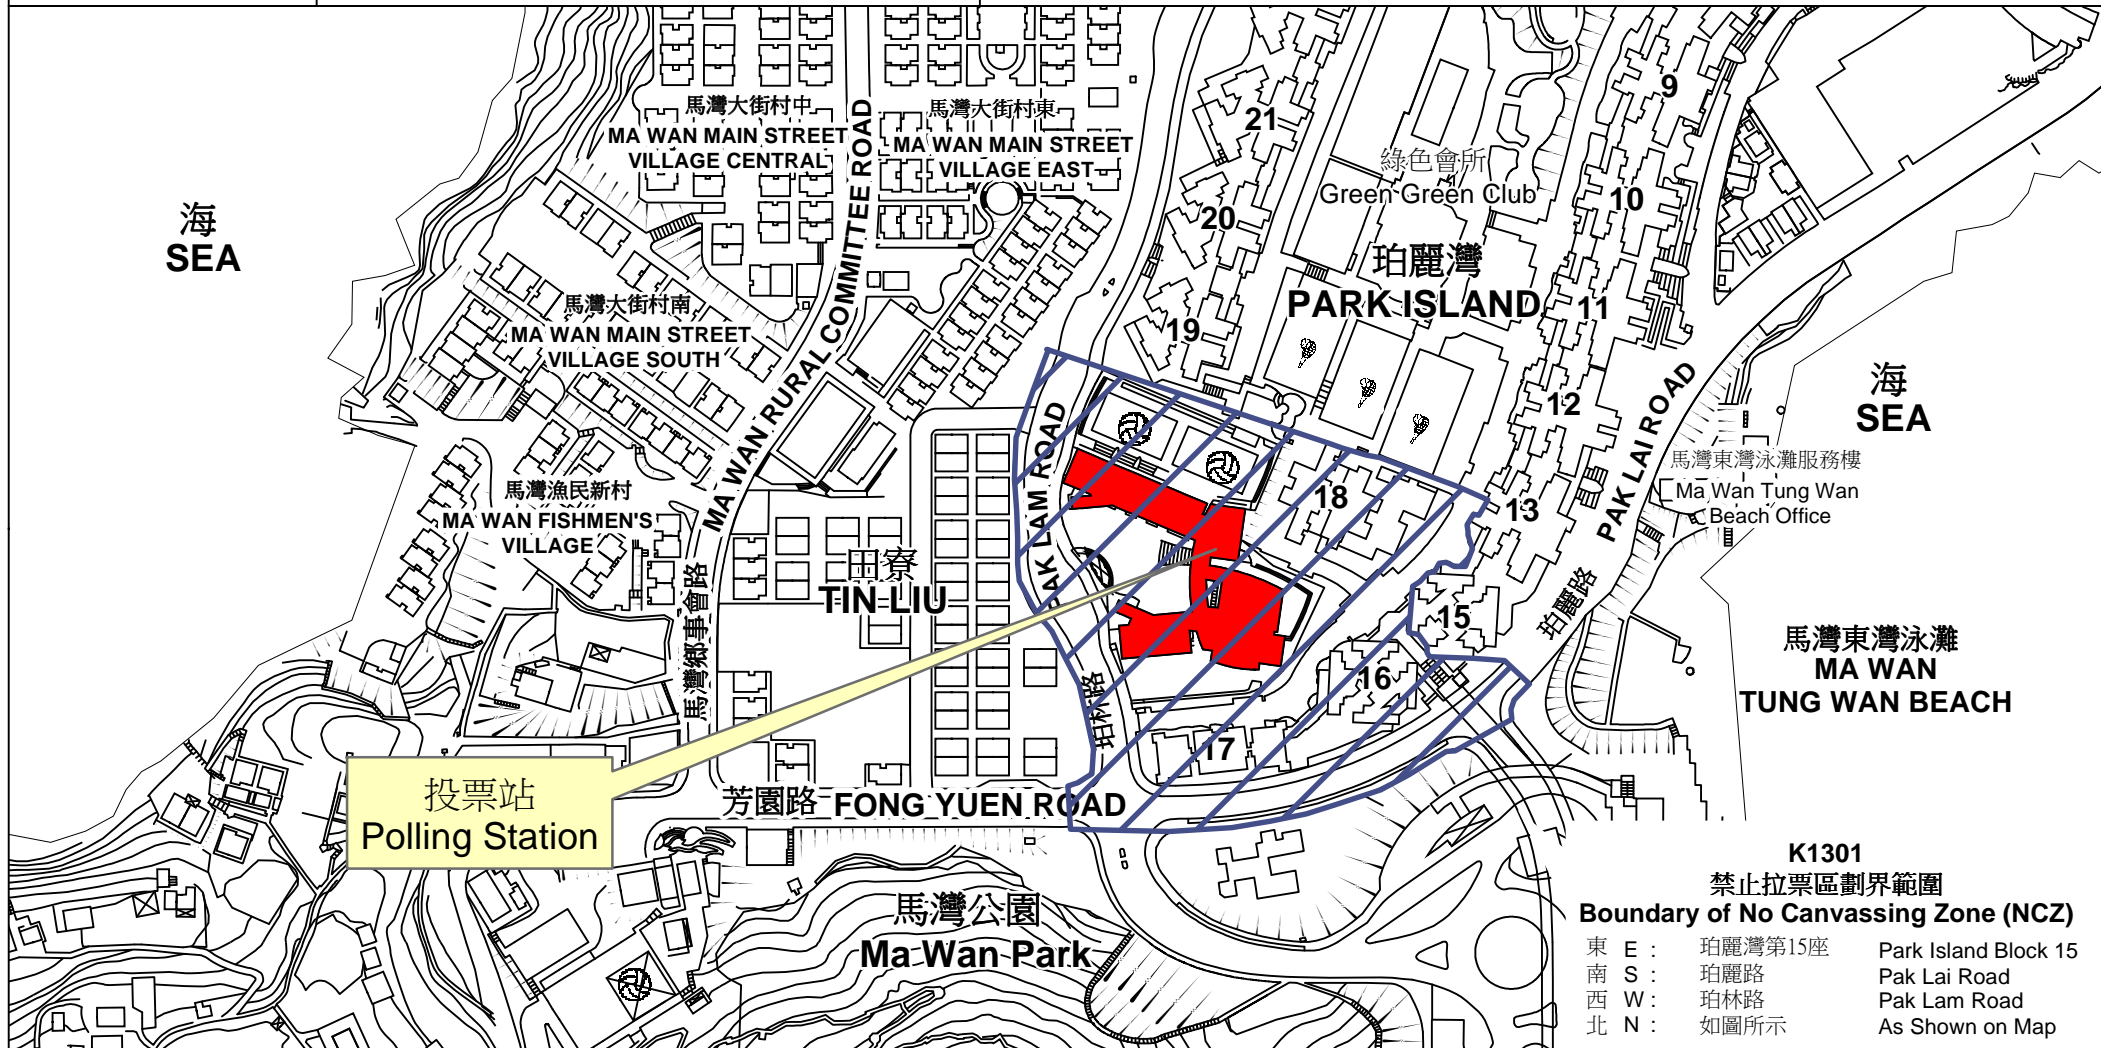 馬灣大街村中
MA WAN MAIN STREET
VILLAGE CENTRAL
馬灣大街村東
MA WAN MAIN STREET
VILLAGE EAST
MA WAN RURAL COMMITTEE ROAD
馬灣鄉事會路
21
20
19
綠色會所
Green Green Club
9
10
11
12
13
15
16
17
18
海
SEA
珀麗灣
PARK ISLAND
馬灣大街村南
MA WAN MAIN STREET
VILLAGE SOUTH
海
SEA
PAK LAI ROAD
珀麗路
PAK LAM ROAD
珀林路
馬灣東灣泳灘服務樓
Ma Wan Tung Wan
Beach Office
馬灣漁民新村
MA WAN FISHMEN'S
VILLAGE
田寮
TIN LIU
馬灣東灣泳灘
MA WAN
TUNG WAN BEACH
投票站
Polling Station
芳園路 FONG YUEN ROAD
馬灣公園
Ma Wan Park
K1301
禁止拉票區劃界範圍
Boundary of No Canvassing Zone (NCZ)
東 E : 珀麗灣第15座 Park Island Block 15
南 S : 珀麗路 Pak Lai Road
西 W : 珀林路 Pak Lam Road
北 N : 如圖所示 As Shown on Map